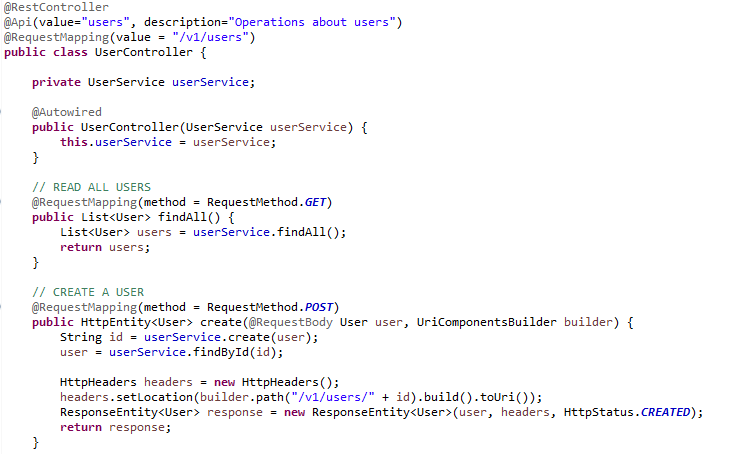 @RestController
@Api(value="users", description="Operations about users")
@RequestMapping(value = "/v1/users")
public class UserController {
private UserService userService;
@Autowired
public UserController(UserService userService) {
this.userService = userService;
}
// READ ALL USERS
@RequestMapping(method = RequestMethod.GET)
public List<User> findAll() {
List<User> users = userService.findAll();
return users;
}
// CREATE A USER
@RequestMapping(method = RequestMethod.POST)
public HttpEntity<User> create(@RequestBody User user, UriComponentsBuilder builder) {
String id = userService.create(user);
user = userService.findById(id);
HttpHeaders headers = new HttpHeaders();
headers.setLocation(builder.path("/v1/users/" + id).build().toUri());
ResponseEntity<User> response = new ResponseEntity<User>(user, headers, HttpStatus.CREATED);
return response;
}